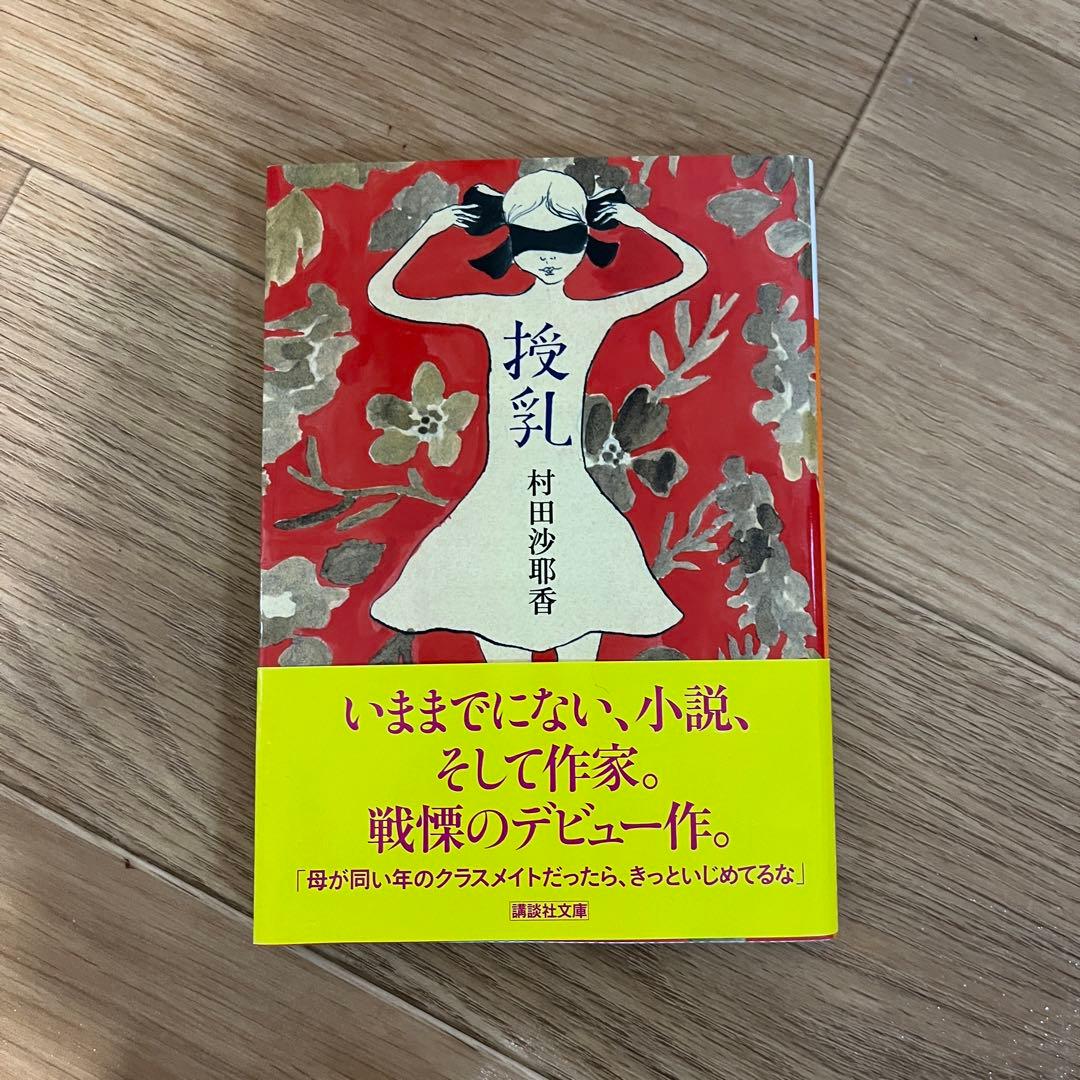 授乳
村田沙耶香
いままでにない、小説、
そして作家。
戦慄のデビュー作。
「母が同い年のクラスメイトだったら、きっといじめてるな」
講談社文庫